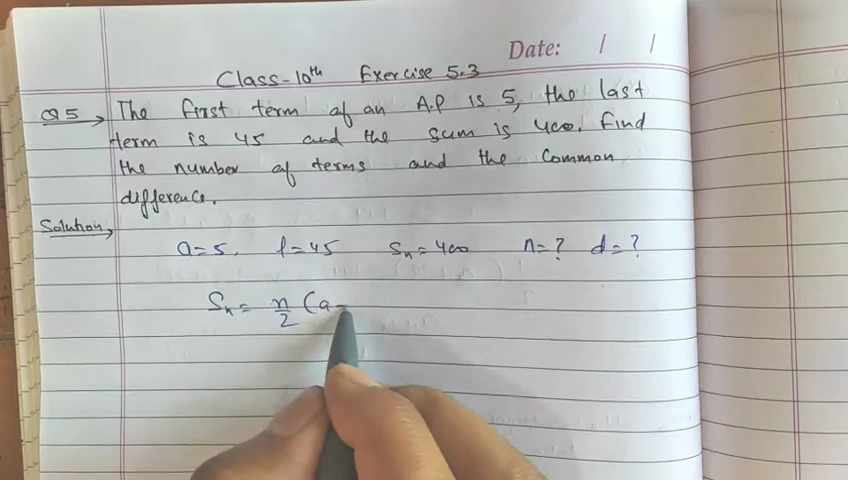 Date: / /
Class-10th Exercise 5.3
Q5 The first term of an A.P is 5, the last
term is 45 and the sum is 400. Find
the number of terms and the common
difference.
Solution,
a=5. l=45 Sn=400 n=? d=?
Sn = n/2 (a